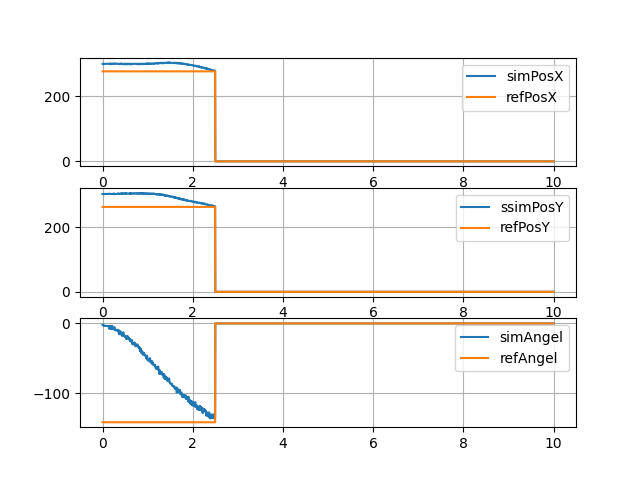 simPosX
refPosX
200
0
0 2 4 6 8 10
ssimPosY
refPosY
200
0
0 2 4 6 8 10
simAngel
refAngel
0
−100
0 2 4 6 8 10